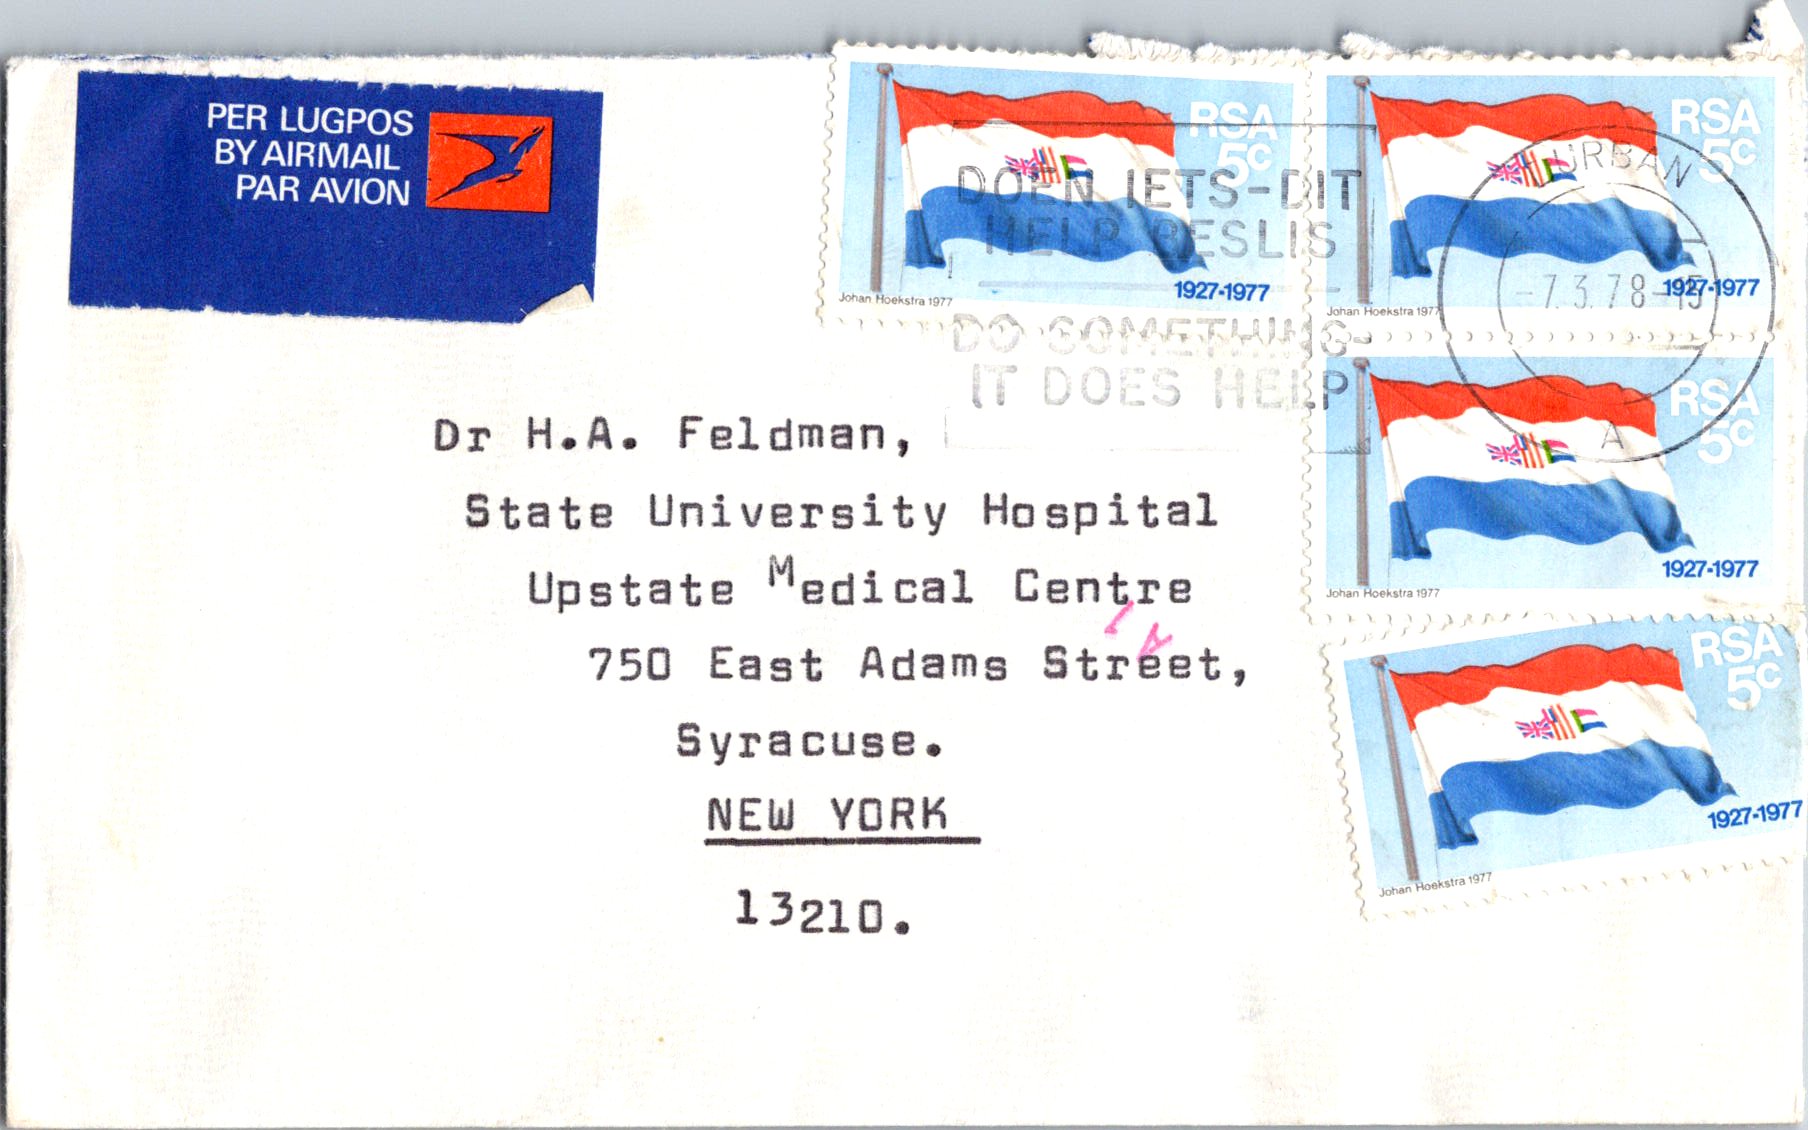 PER LUGPOS
BY AIRMAIL
PAR AVION
RSA
5c
1927-1977
Johan Hoekstra 1977
RSA
5c
1927-1977
Johan Hoekstra 1977
DOEN IETS-DIT
HELP BESLIS
DO SOMETHING-
IT DOES HELP
URBAN
-7.3.78-15
A
RSA
5c
1927-1977
Johan Hoekstra 1977
RSA
5c
1927-1977
Johan Hoekstra 1977
Dr H.A. Feldman,
State University Hospital
Upstate Medical Centre
750 East Adams Street,
Syracuse.
NEW YORK
13210.